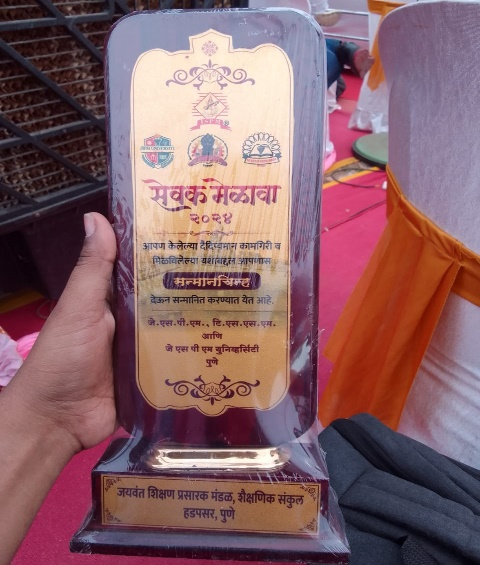 सेवक मेळावा
२०२४
आपण केलेल्या दैदिप्यमान कामगिरी व
मिळविलेल्या यशाबद्दल आपणास
सन्मानचिन्ह
देऊन सन्मानित करण्यात येत आहे.
जे.एस.पी.एम., टि.एस.एस.एम.
आणि
जे एस पी एम युनिव्हर्सिटी
पुणे
जयवंत शिक्षण प्रसारक मंडळ, शैक्षणिक संकुल
हडपसर, पुणे